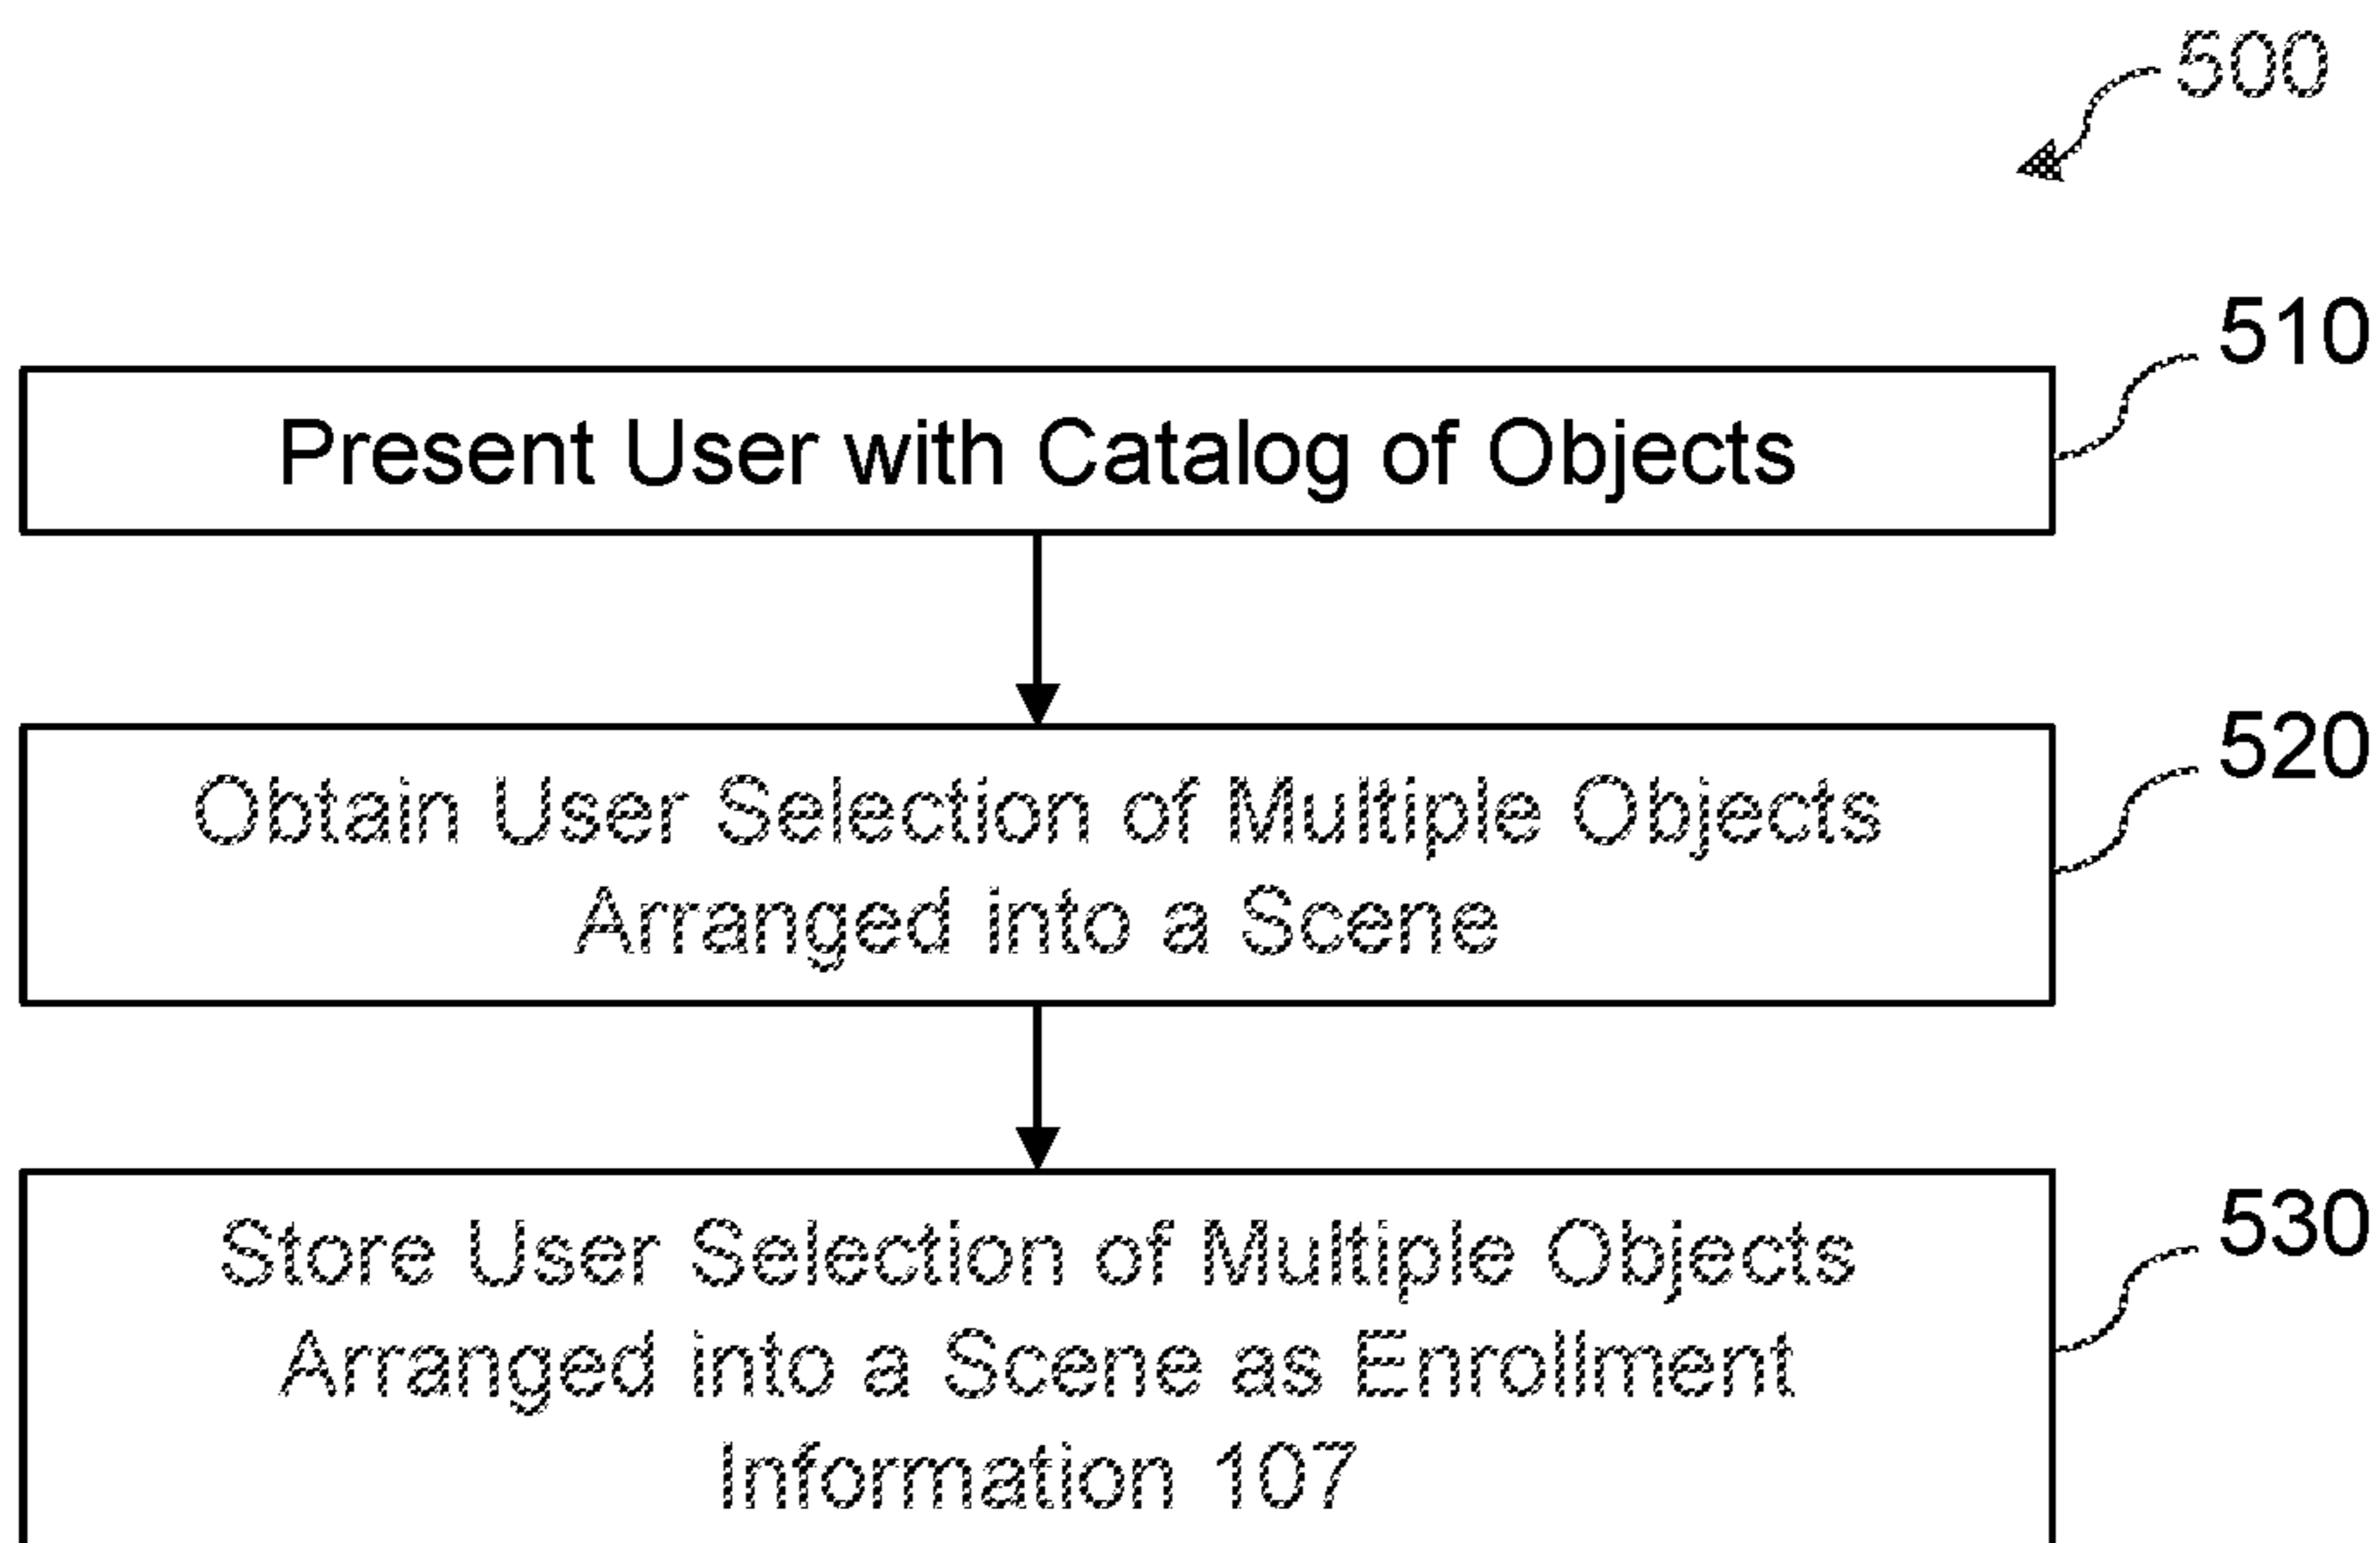 500
510
Present User with Catalog of Objects
520
Obtain User Selection of Multiple Objects
Arranged into a Scene
530
Store User Selection of Multiple Objects
Arranged into a Scene as Enrollment
Information 107